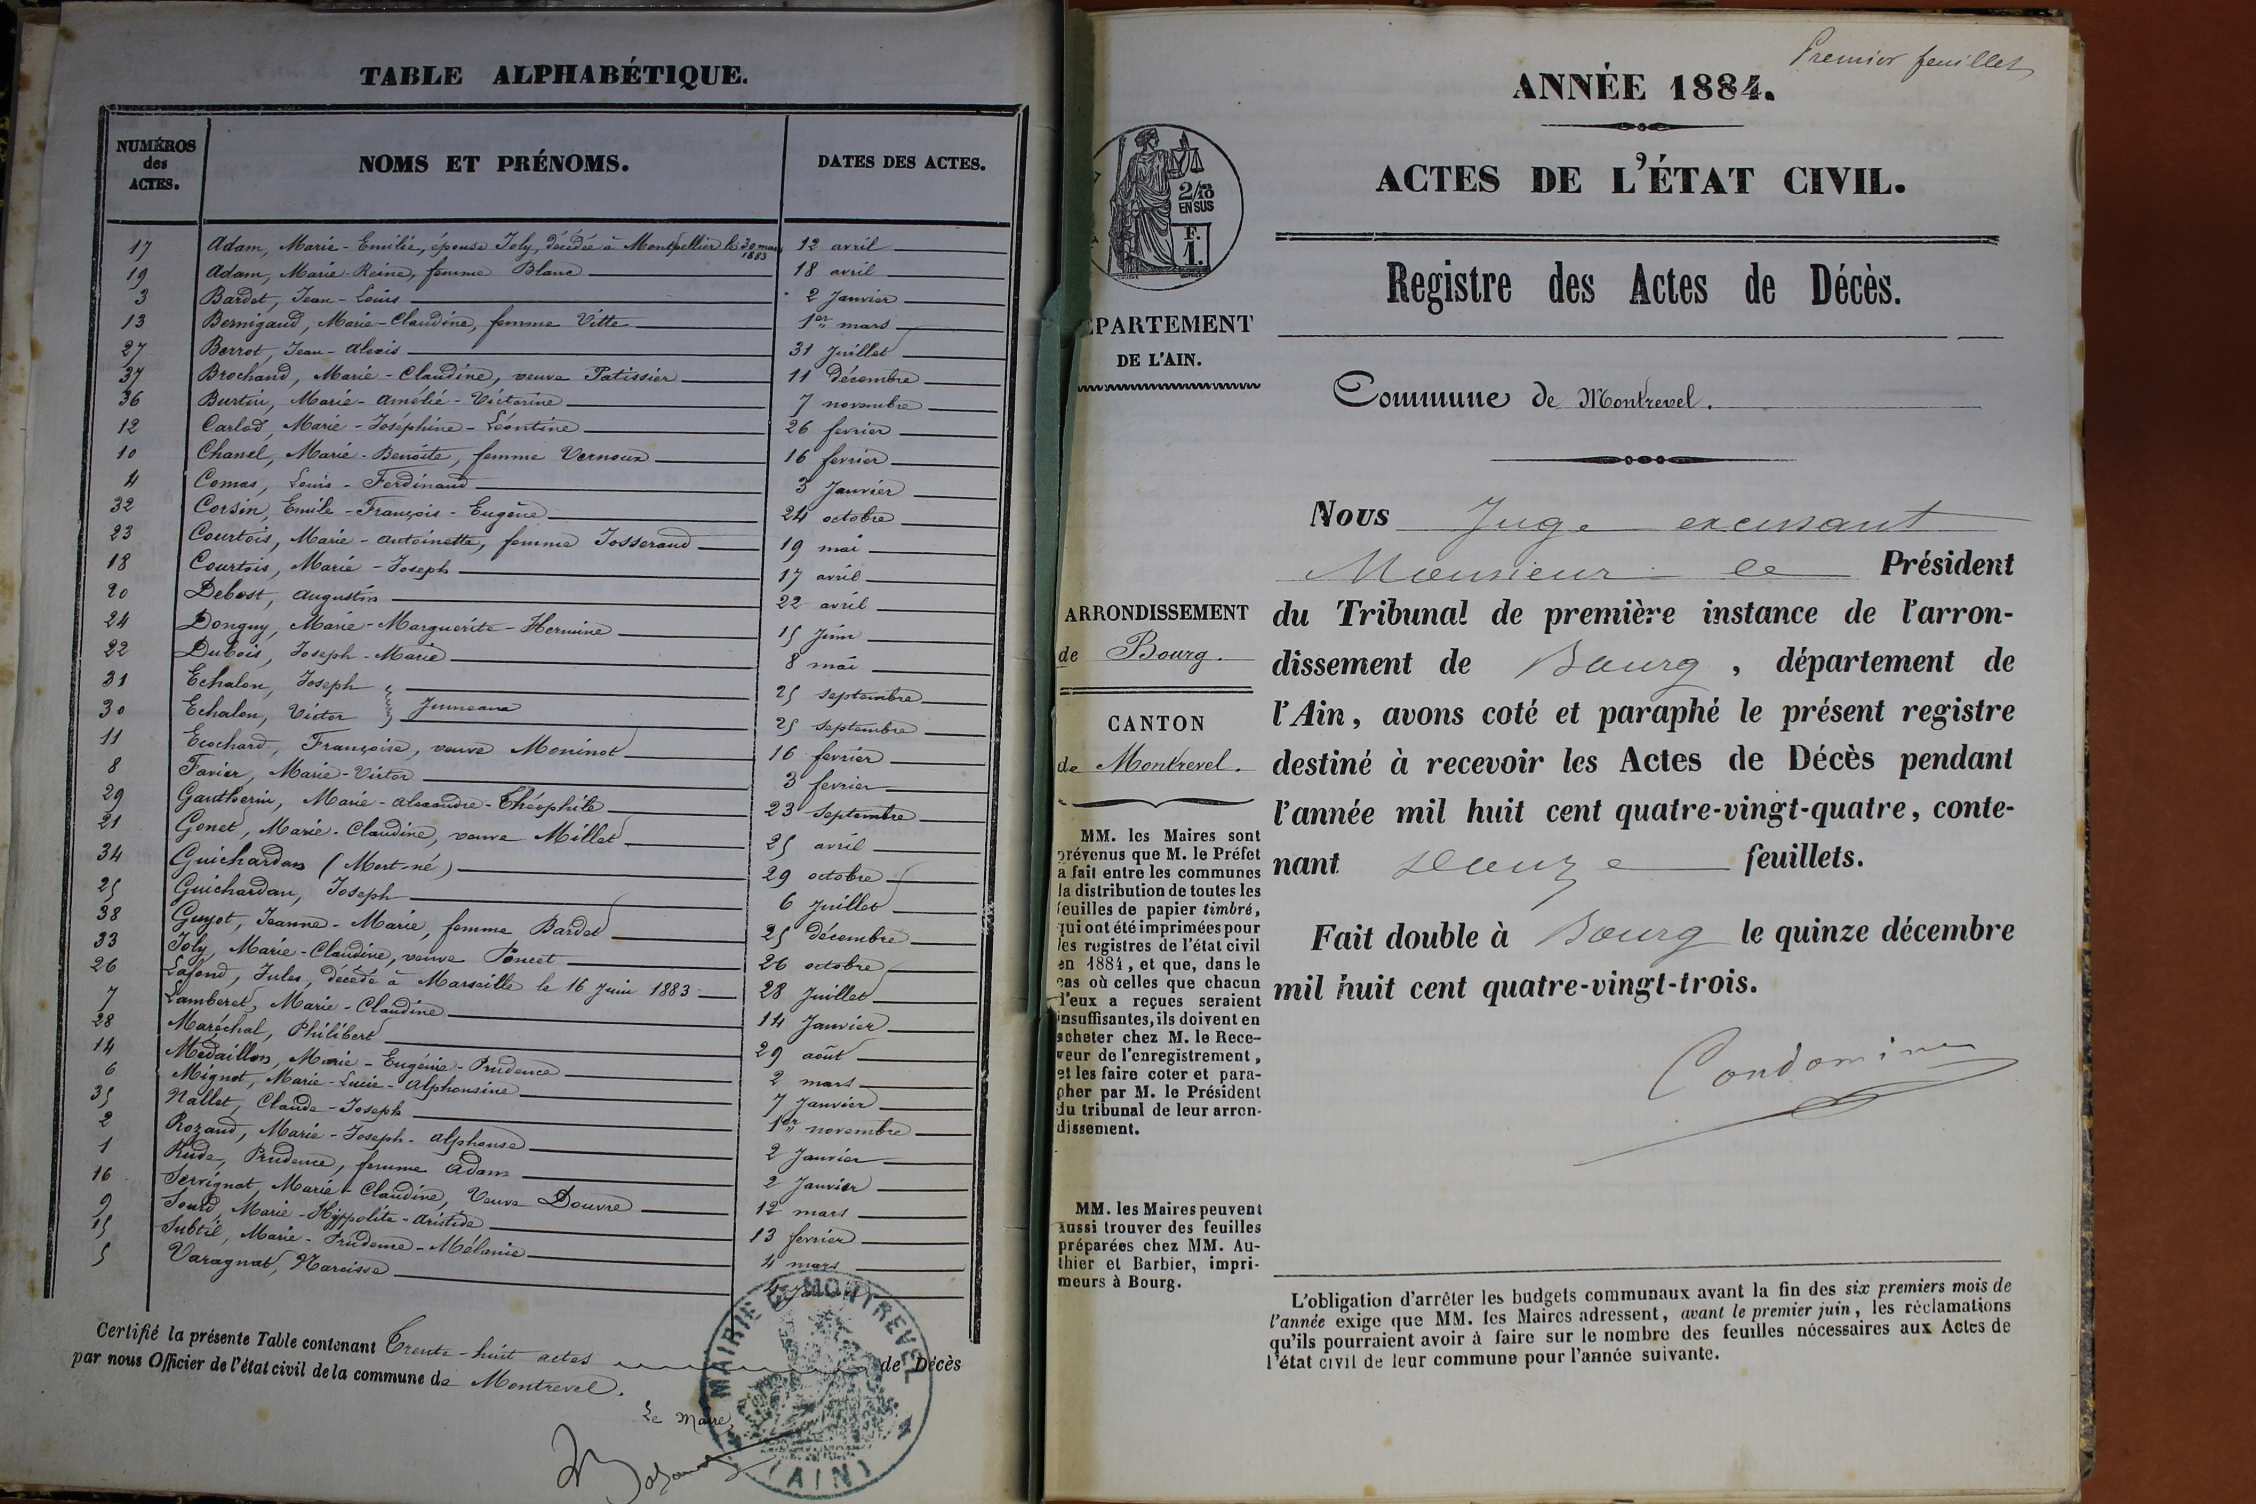 TABLE ALPHABÉTIQUE.
NUMÉROS des ACTES. NOMS ET PRÉNOMS. DATES DES ACTES.
17 Adam, Marie-Emilie, épouse Joly, décédée à Montpellier le 30 mars 1883 12 avril
19 Adam, Marie-Reine, femme Blanc 18 avril
3 Bardet, Jean-Louis 2 Janvier
13 Bernigaud, Marie-Claudine, femme Vitte 1er mars
27 Berrot, Jean-Alexis 31 Juillet
37 Brochand, Marie-Claudine, veuve Patissier 11 décembre
36 Burtin, Marie-Amélie-Victorine 7 novembre
12 Carlod, Marie-Joséphine-Léontine 26 fevrier
10 Chanel, Marie-Benoite, femme Vernoux 16 fevrier
4 Comas, Louis-Ferdinand 3 Janvier
32 Corsin, Emile-François-Eugène 24 octobre
23 Courtois, Marie-Antoinette, femme Josserand 19 mai
18 Courtois, Marie-Joseph 17 avril
20 Debost, Augustin 22 avril
24 Donguy, Marie-Marguerite-Hermine 15 Juin
22 Dubois, Joseph-Marie 8 mai
31 Echalon, Joseph 25 septembre
30 Echalon, Victor } Jumeaux 25 septembre
11 Ecochard, Françoise, veuve Moninot 16 fevrier
8 Favier, Marie-Victor 3 fevrier
29 Gautherin, Marie-Alexandre-Théophile 23 septembre
21 Gonet, Marie-Claudine, veuve Millet 25 avril
34 Guichardan (Mort-né) 29 octobre
25 Guichardan, Joseph 6 Juillet
38 Guyot, Jeanne-Marie, femme Bardet 25 décembre
33 Joly, Marie-Claudine, veuve Poncet 26 octobre
26 Lafond, Jules, décédé à Marseille le 16 Juin 1883 28 Juillet
7 Lamberet, Marie-Claudine 14 Janvier
28 Maréchal, Philibert 29 août
14 Médaillon, Marie-Eugénie-Prudence 2 mars
6 Mignot, Marie-Lucie-Alphonsine 7 Janvier
35 Nallet, Claude-Joseph 1er novembre
2 Rozand, Marie-Joseph-Alphonse 2 Janvier
1 Rude, Prudence, femme Adam 2 Janvier
16 Servignat, Marie-Claudine, Veuve Douvre 12 mars
9 Sourd, Marie-Hyppolite-Aristide 13 fevrier
15 Subtil, Marie-Prudence-Mélanie 4 mars
5 Varagnat, Narcisse 4 Janvier
Certifié la présente Table contenant Trente-huit actes de Décès
par nous Officier de l'état civil de la commune de Montrevel.
Le Maire,
MAIRIE DE MONTREVEL (AIN)
Premier feuillet
ANNÉE 1884.
ACTES DE L'ÉTAT CIVIL.
2/10 EN SUS
F. 1.
Registre des Actes de Décès.
ÉPARTEMENT
DE L'AIN.
Commune de Montrevel.
Nous Juge excusant
Monsieur le Président
du Tribunal de première instance de l'arron-
dissement de Bourg, département de
l'Ain, avons coté et paraphé le présent registre
destiné à recevoir les Actes de Décès pendant
l'année mil huit cent quatre-vingt-quatre, conte-
nant Douze feuillets.
Fait double à Bourg le quinze décembre
mil huit cent quatre-vingt-trois.
Condomine
ARRONDISSEMENT
de Bourg.
CANTON
de Montrevel.
MM. les Maires sont
prévenus que M. le Préfet
a fait entre les communes
la distribution de toutes les
feuilles de papier timbré,
qui ont été imprimées pour
les registres de l'état civil
en 1884, et que, dans le
cas où celles que chacun
d'eux a reçues seraient
insuffisantes, ils doivent en
acheter chez M. le Rece-
veur de l'enregistrement,
et les faire coter et para-
pher par M. le Président
du tribunal de leur arron-
dissement.
MM. les Maires peuvent
aussi trouver des feuilles
préparées chez MM. Au-
thier et Barbier, impri-
meurs à Bourg.
L'obligation d'arrêter les budgets communaux avant la fin des six premiers mois de
l'année exige que MM. les Maires adressent, avant le premier juin, les réclamations
qu'ils pourraient avoir à faire sur le nombre des feuilles nécessaires aux Actes de
l'état civil de leur commune pour l'année suivante.